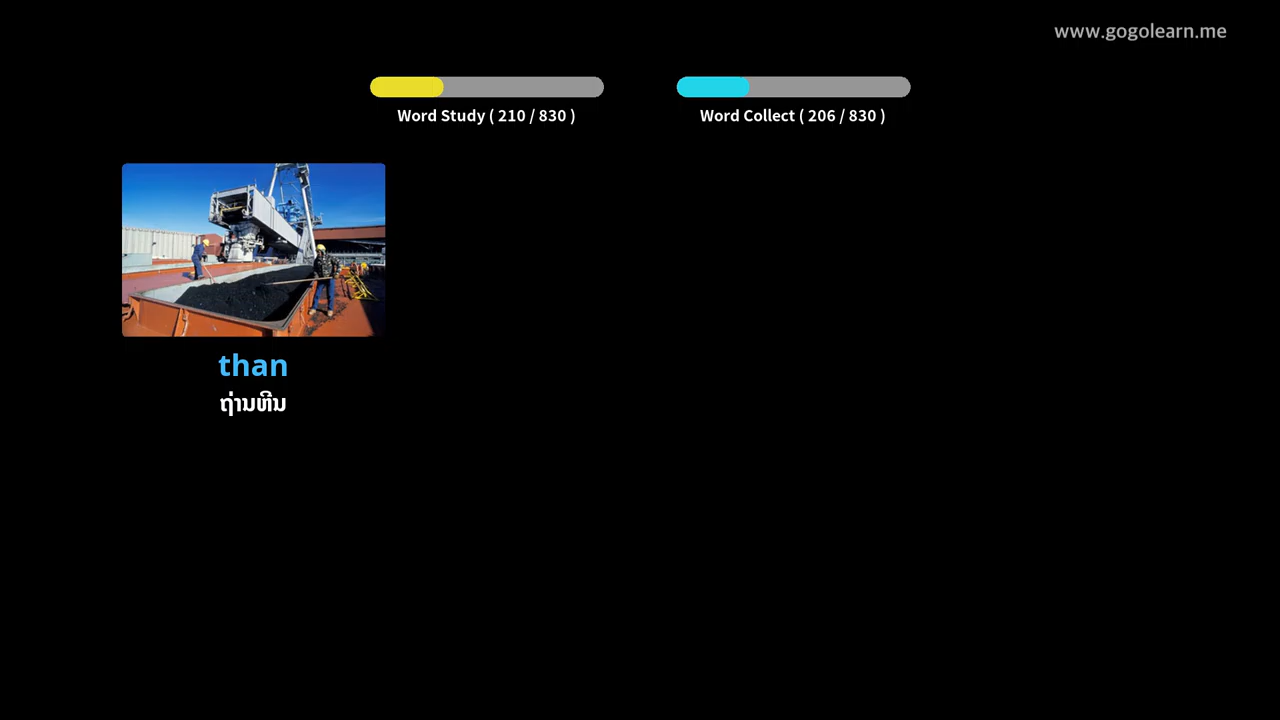 www.gogolearn.me
Word Study ( 210 / 830 )
Word Collect ( 206 / 830 )
than
ຖ່ານຫີນ